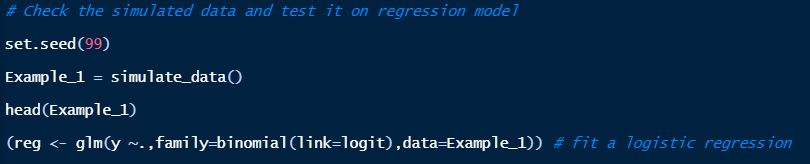 # Check the simulated data and test it on regression model
set.seed(99)
Example_1 = simulate_data()
head(Example_1)
(reg <- glm(y ~.,family=binomial(link=logit),data=Example_1)) # fit a logistic regression